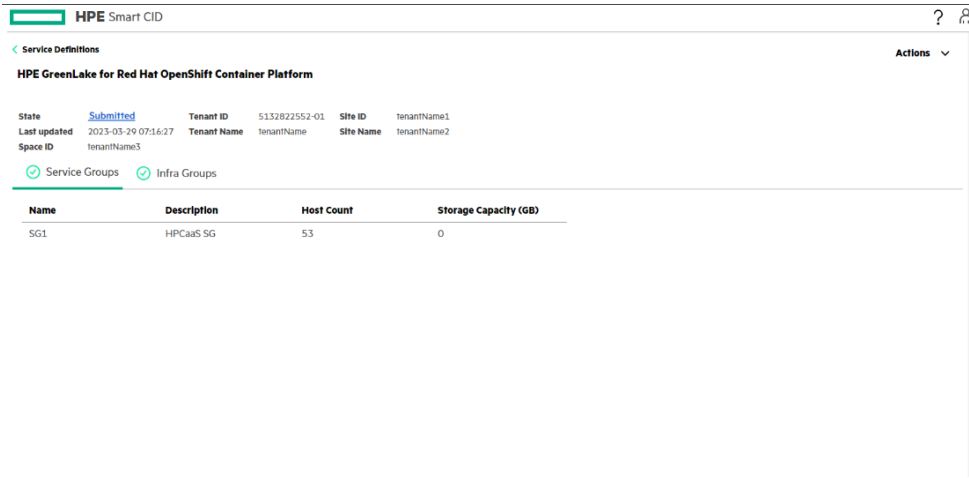 HPE Smart CID
?
Service Definitions
Actions
HPE GreenLake for Red Hat OpenShift Container Platform
State Submitted Tenant ID 5132822552-01 Site ID tenantName1
Last updated 2023-03-29 07:16:27 Tenant Name tenantName Site Name tenantName2
Space ID tenantName3
Service Groups Infra Groups
Name Description Host Count Storage Capacity (GB)
SG1 HPCaaS SG 53 0